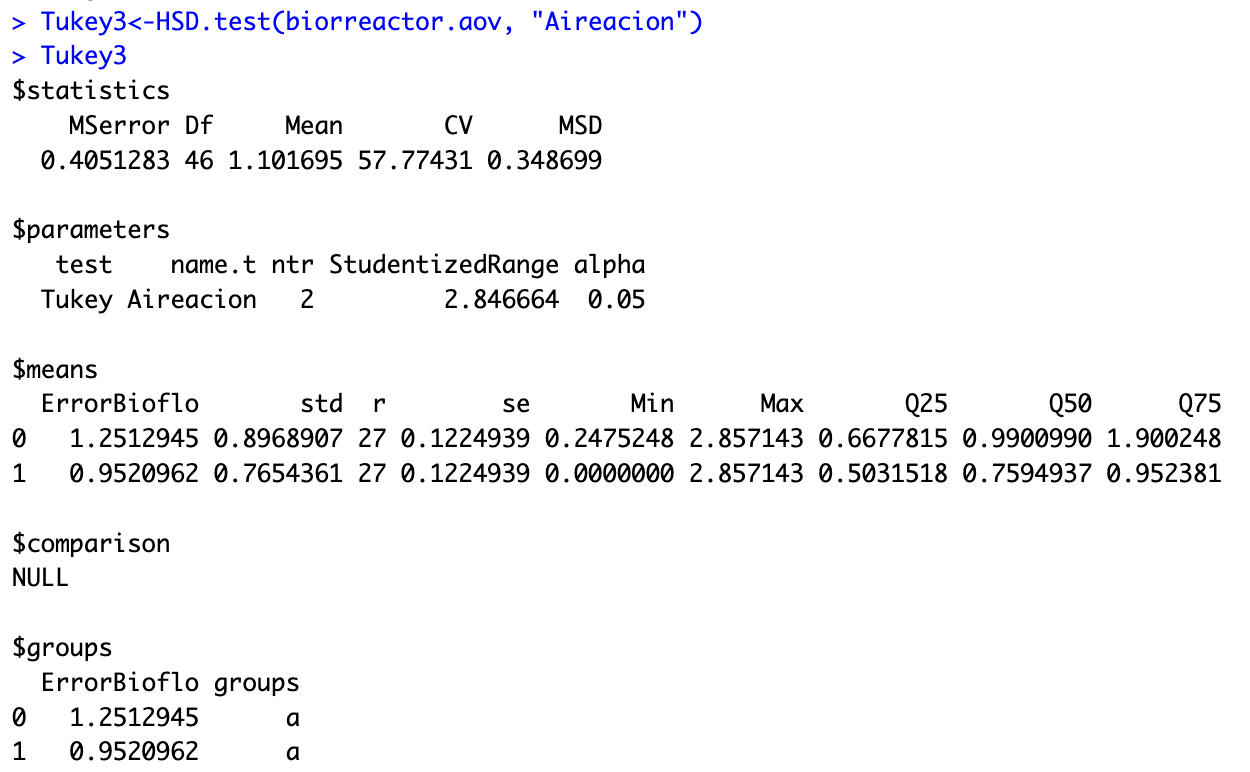 > Tukey3<-HSD.test(biorreactor.aov, "Aireacion")
> Tukey3
$statistics
    MSerror Df     Mean       CV      MSD
  0.4051283 46 1.101695 57.77431 0.348699

$parameters
   test    name.t ntr StudentizedRange alpha
  Tukey Aireacion   2         2.846664  0.05

$means
  ErrorBioflo       std  r        se       Min      Max       Q25       Q50      Q75
0   1.2512945 0.8968907 27 0.1224939 0.2475248 2.857143 0.6677815 0.9900990 1.900248
1   0.9520962 0.7654361 27 0.1224939 0.0000000 2.857143 0.5031518 0.7594937 0.952381

$comparison
NULL

$groups
  ErrorBioflo groups
0   1.2512945      a
1   0.9520962      a